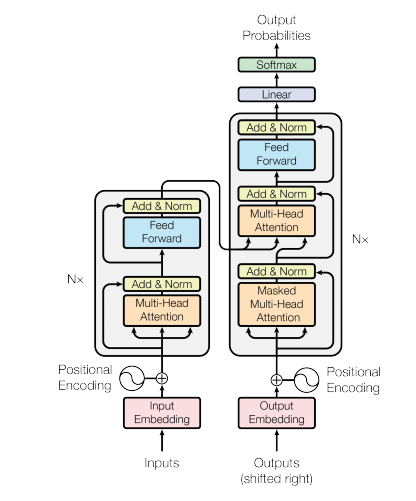 Output
Probabilities
Softmax
Linear
Add & Norm
Feed
Forward
Add & Norm
Multi-Head
Attention
Add & Norm
Masked
Multi-Head
Attention
N×
Add & Norm
Feed
Forward
N×
Add & Norm
Multi-Head
Attention
Positional
Encoding
Positional
Encoding
Input
Embedding
Output
Embedding
Inputs
Outputs
(shifted right)